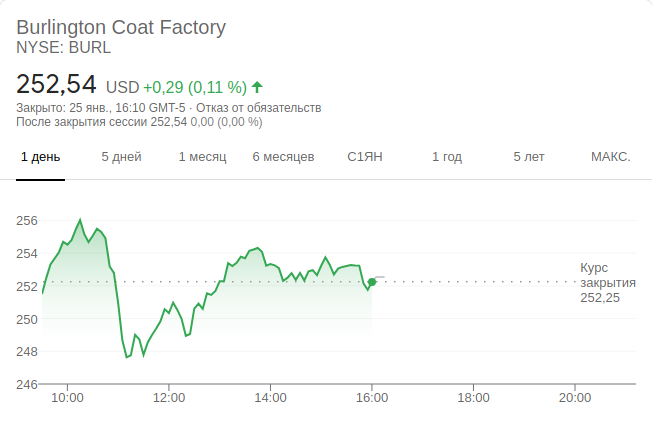 Burlington Coat Factory
NYSE: BURL
252,54 USD +0,29 (0,11 %)
Закрыто: 25 янв., 16:10 GMT-5 · Отказ от обязательств
После закрытия сессии 252,54 0,00 (0,00 %)
1 день 5 дней 1 месяц 6 месяцев С1ЯН 1 год 5 лет МАКС.
256
254
252
250
248
246
Курс
закрытия
252,25
10:00 12:00 14:00 16:00 18:00 20:00